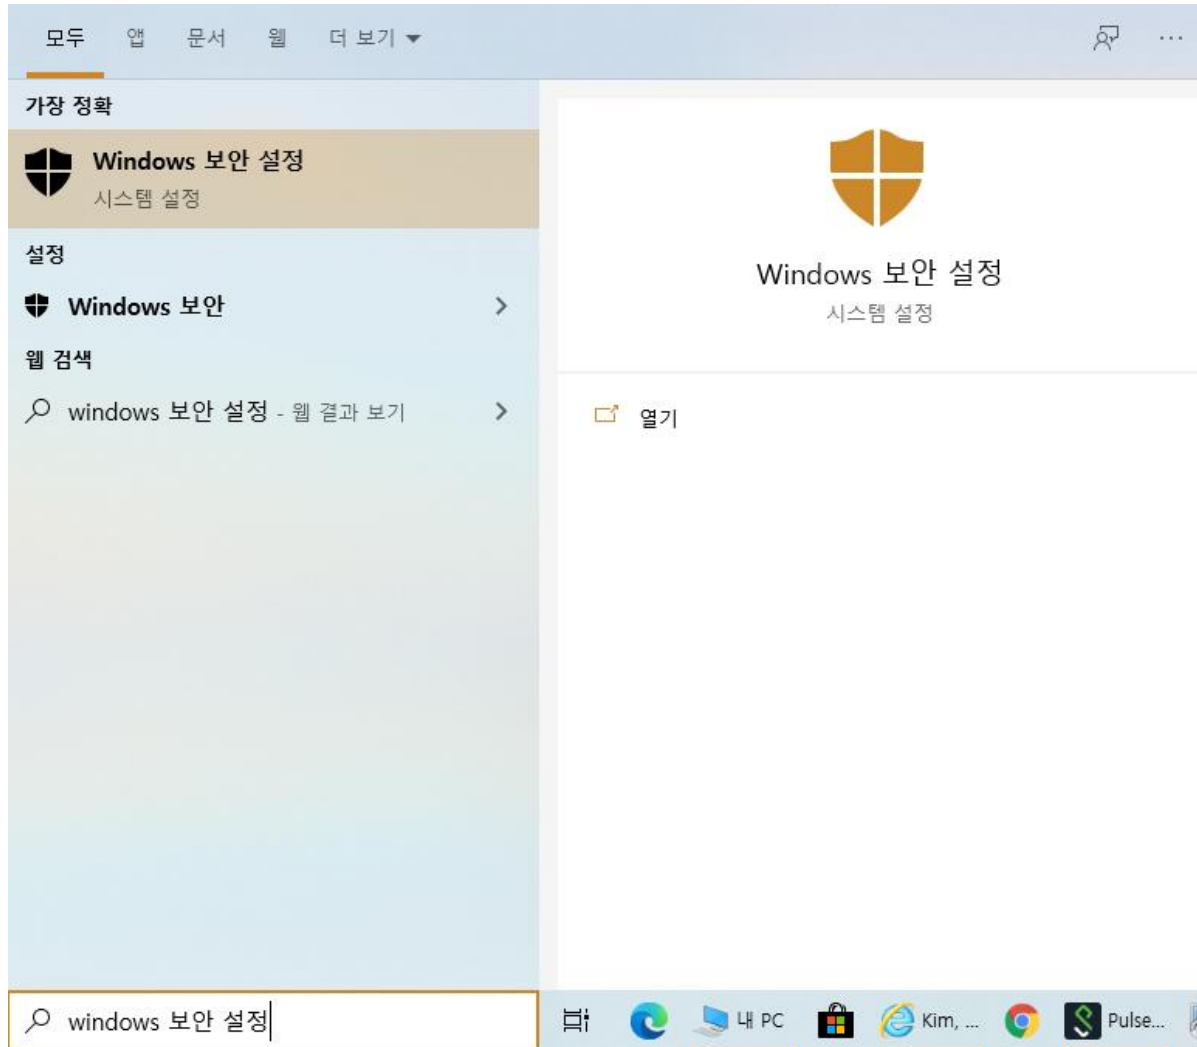 모두 앱 문서 웹 더 보기
가장 정확
Windows 보안 설정
시스템 설정
설정
Windows 보안
웹 검색
windows 보안 설정 - 웹 결과 보기
Windows 보안 설정
시스템 설정
열기
windows 보안 설정
내 PC
Kim, ...
Pulse...